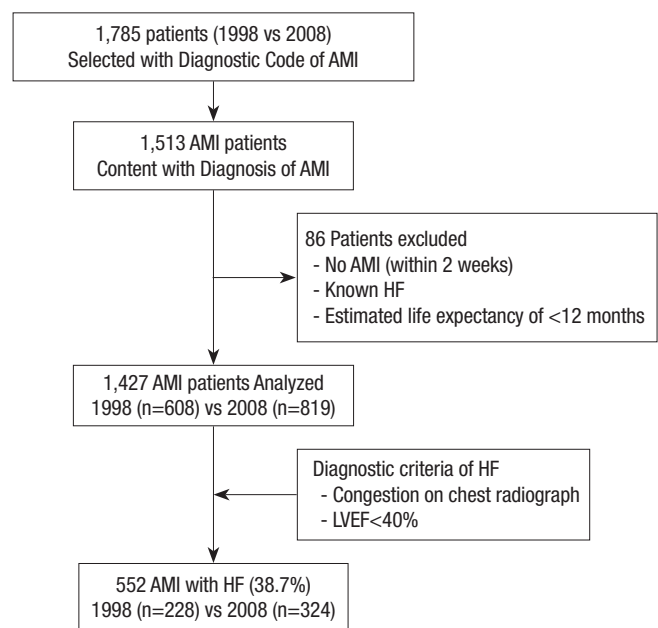 1,785 patients (1998 vs 2008)
Selected with Diagnostic Code of AMI
1,513 AMI patients
Content with Diagnosis of AMI
86 Patients excluded
- No AMI (within 2 weeks)
- Known HF
- Estimated life expectancy of <12 months
1,427 AMI patients Analyzed
1998 (n=608) vs 2008 (n=819)
Diagnostic criteria of HF
- Congestion on chest radiograph
- LVEF<40%
552 AMI with HF (38.7%)
1998 (n=228) vs 2008 (n=324)